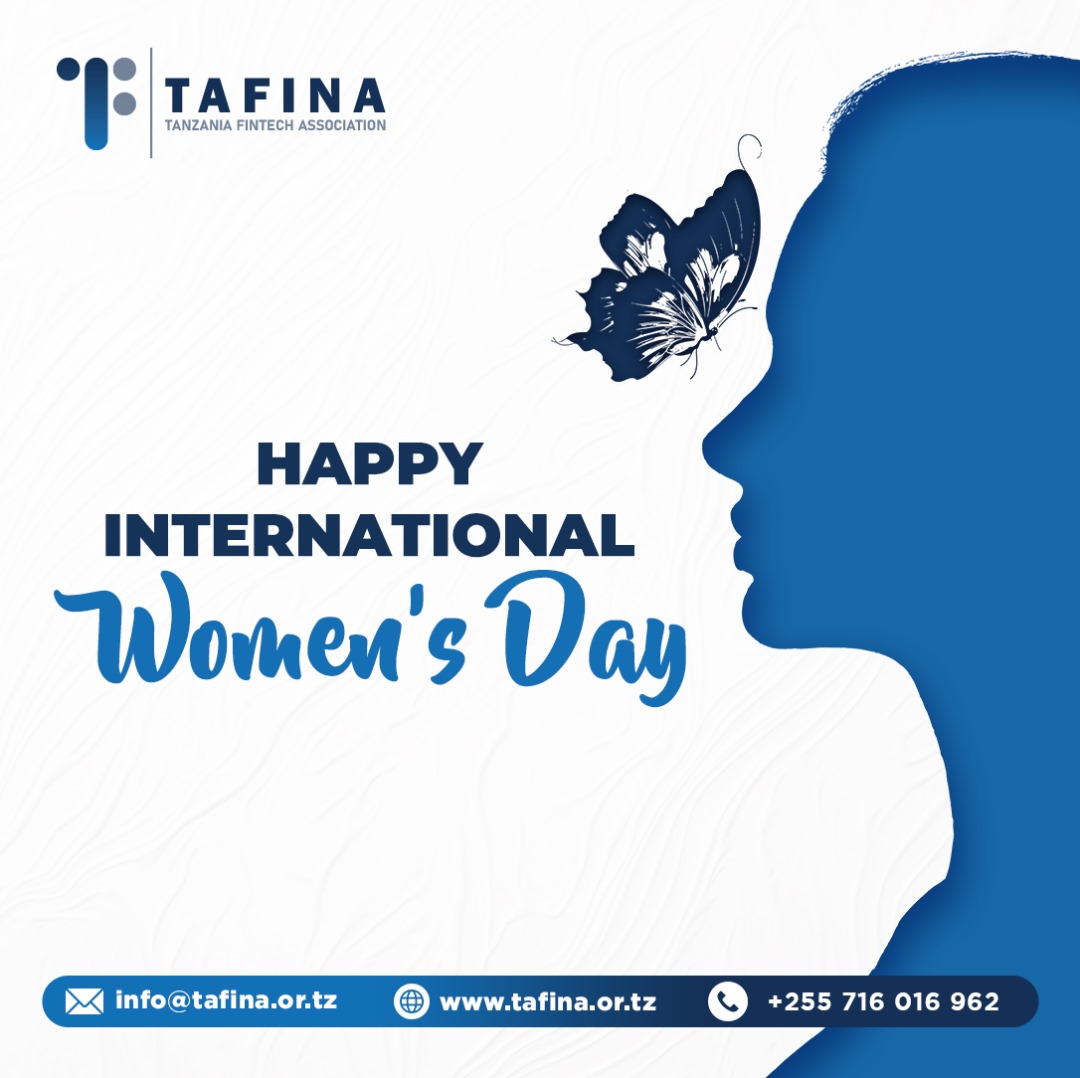 TAFINA
TANZANIA FINTECH ASSOCIATION
HAPPY
INTERNATIONAL
Women's Day
info@tafina.or.tz www.tafina.or.tz +255 716 016 962